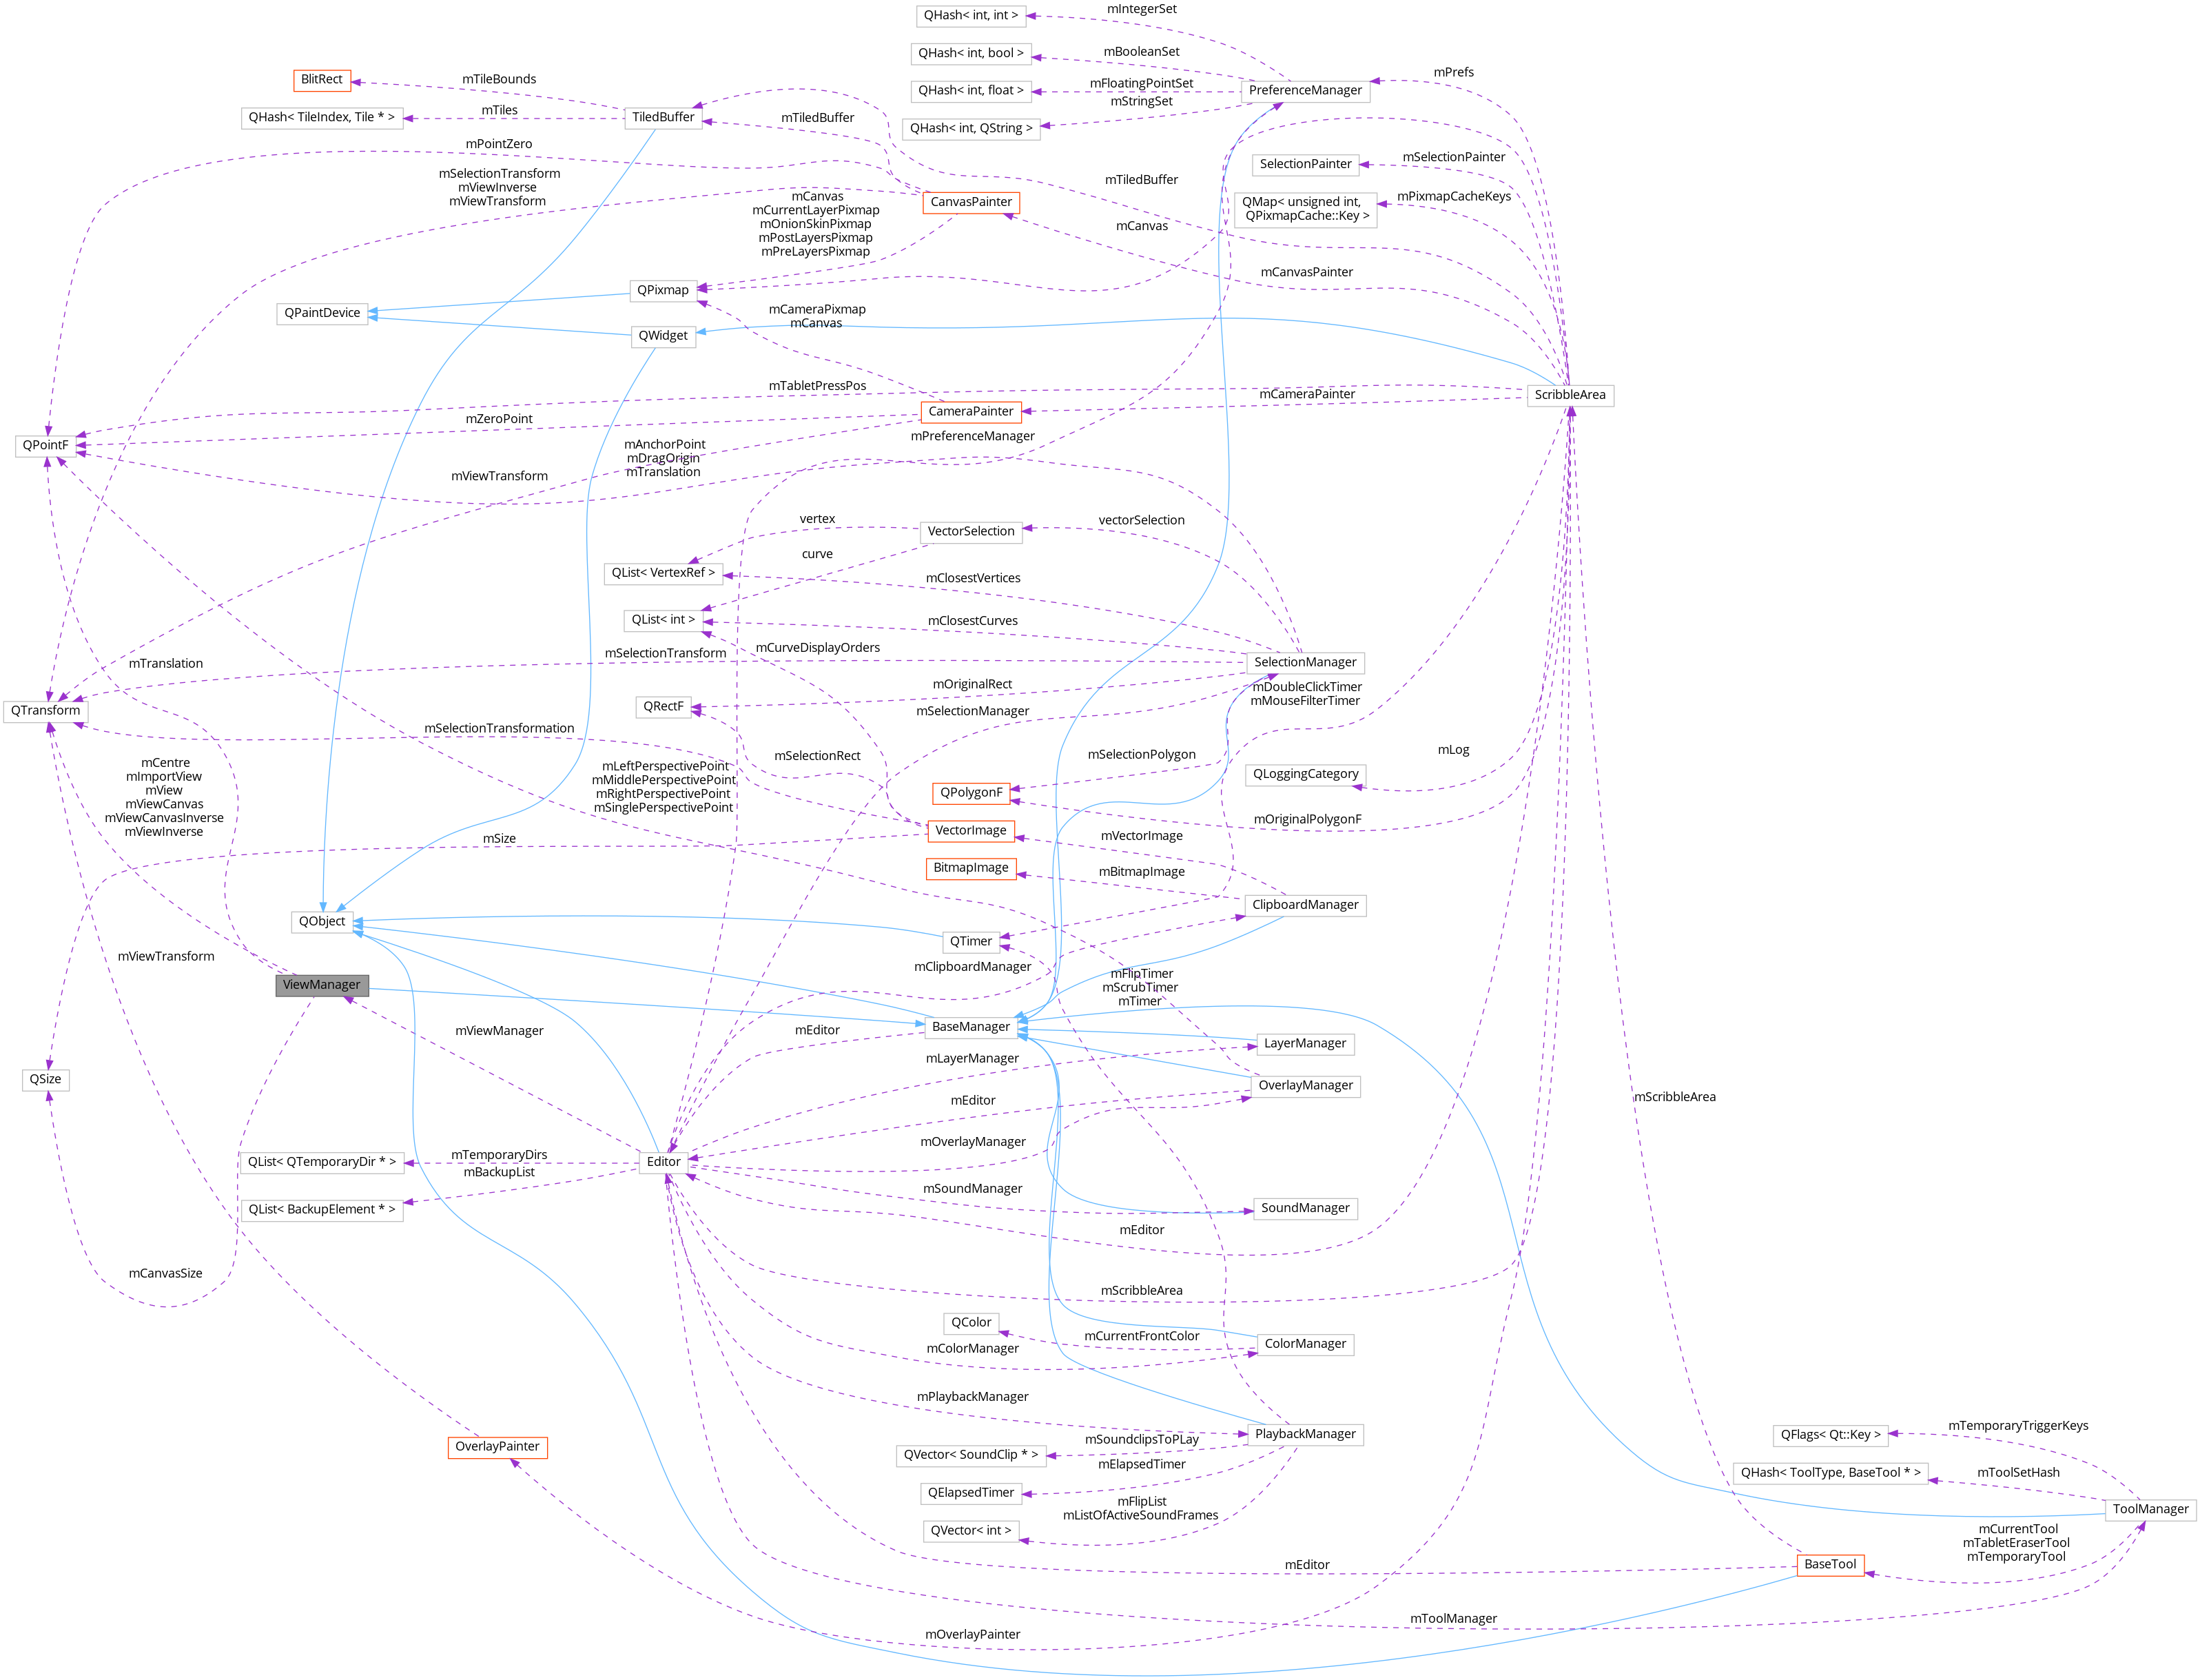 mIntegerSet
QHash< int, int >
mBooleanSet
QHash< int, bool >
mPrefs
BlitRect
mTileBounds
mFloatingPointSet
QHash< int, float >
PreferenceManager
mStringSet
QHash< TileIndex, Tile * >
mTiles
TiledBuffer
mTiledBuffer
QHash< int, QString >
mPointZero
SelectionPainter
mSelectionPainter
mSelectionTransform
mViewInverse
mViewTransform
mTiledBuffer
mPixmapCacheKeys
QMap< unsigned int,
QPixmapCache::Key >
CanvasPainter
mCanvas
mCurrentLayerPixmap
mOnionSkinPixmap
mPostLayersPixmap
mPreLayersPixmap
mCanvas
mCanvasPainter
QPixmap
QPaintDevice
mCameraPixmap
mCanvas
QWidget
mTabletPressPos
mCameraPainter
ScribbleArea
CameraPainter
mZeroPoint
QPointF
mPreferenceManager
mAnchorPoint
mDragOrigin
mTranslation
mViewTransform
vertex
VectorSelection
vectorSelection
curve
QList< VertexRef >
mClosestVertices
QList< int >
mClosestCurves
mCurveDisplayOrders
mTranslation
mSelectionTransform
SelectionManager
mOriginalRect
mDoubleClickTimer
mMouseFilterTimer
QTransform
QRectF
mSelectionManager
mSelectionTransformation
mCentre
mImportView
mView
mViewCanvas
mViewCanvasInverse
mViewInverse
mLeftPerspectivePoint
mMiddlePerspectivePoint
mRightPerspectivePoint
mSinglePerspectivePoint
mSelectionRect
mSelectionPolygon
mLog
QLoggingCategory
QPolygonF
mOriginalPolygonF
mSize
VectorImage
mVectorImage
BitmapImage
mBitmapImage
ClipboardManager
QObject
QTimer
mViewTransform
mClipboardManager
ViewManager
mFlipTimer
mScrubTimer
mTimer
mViewManager
mEditor
BaseManager
LayerManager
mLayerManager
QSize
OverlayManager
mEditor
mScribbleArea
mOverlayManager
QList< QTemporaryDir * >
mTemporaryDirs
Editor
mBackupList
mSoundManager
QList< BackupElement * >
SoundManager
mEditor
mCanvasSize
mScribbleArea
QColor
mCurrentFrontColor
ColorManager
mColorManager
mPlaybackManager
mTemporaryTriggerKeys
QFlags< Qt::Key >
PlaybackManager
OverlayPainter
mSoundclipsToPLay
QVector< SoundClip * >
mElapsedTimer
QHash< ToolType, BaseTool * >
mToolSetHash
QElapsedTimer
mFlipList
mListOfActiveSoundFrames
ToolManager
QVector< int >
mCurrentTool
mTabletEraserTool
mTemporaryTool
mEditor
BaseTool
mToolManager
mOverlayPainter